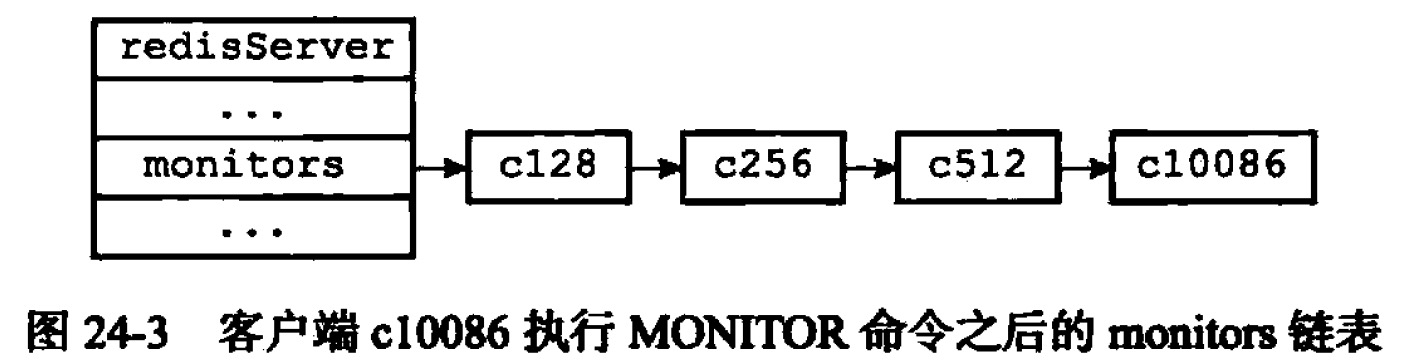 redisServer
...
monitors
c128
c256
c512
c10086
...
图 24-3 客户端 c10086 执行 MONITOR 命令之后的 monitors 链表